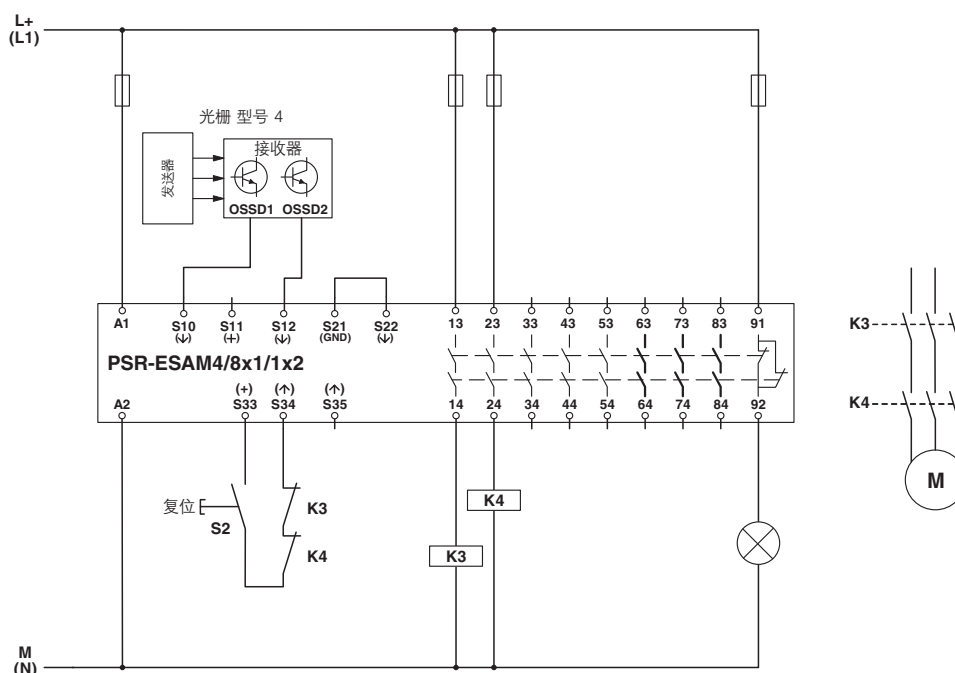 L+
(L1)
光栅 型号 4
发送器
接收器
OSSD1 OSSD2
A1 S10 S11 S12 S21 S22 13 23 33 43 53 63 73 83 91
(↓) (+) (↓) (GND) (↓)
PSR-ESAM4/8x1/1x2
(+) (↑) (↑)
A2 S33 S34 S35 14 24 34 44 54 64 74 84 92
K3
K4
M
复位
S2
K3
K4
K4
K3
M
(N)